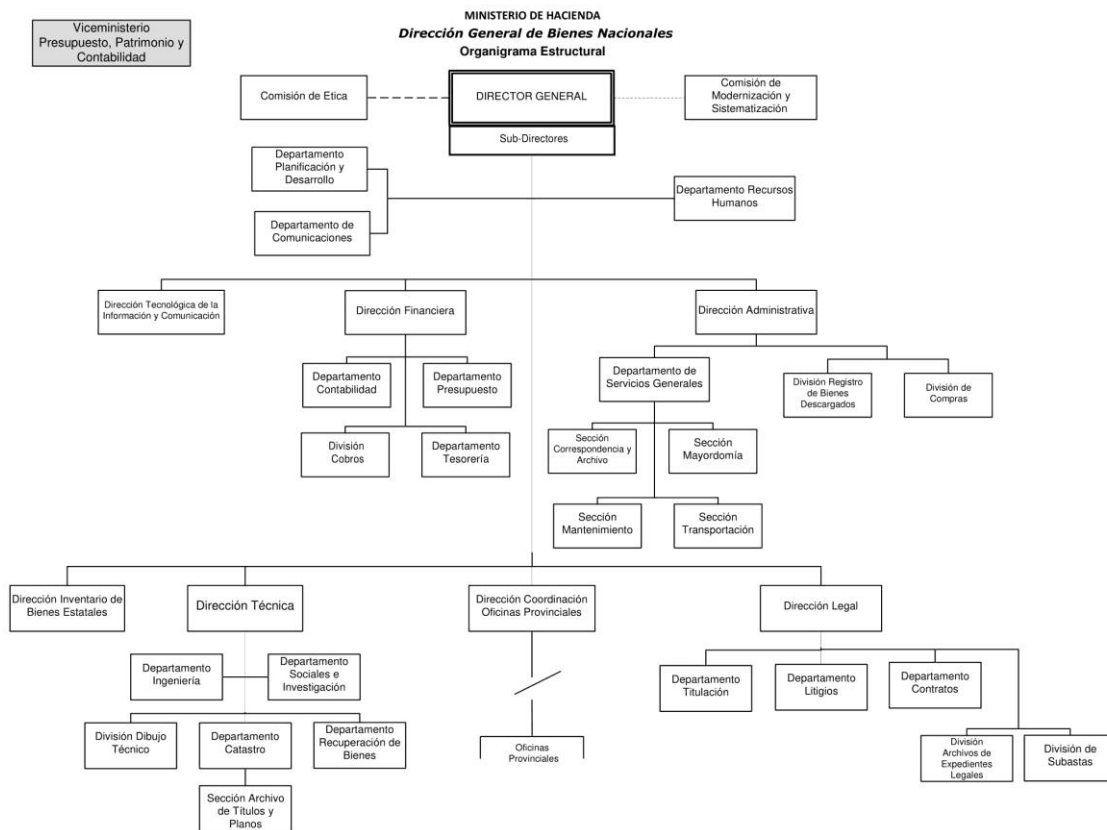 Viceministerio
Presupuesto, Patrimonio y
Contabilidad
MINISTERIO DE HACIENDA
Dirección General de Bienes Nacionales
Organigrama Estructural
Comisión de Etica
DIRECTOR GENERAL
Comisión de
Modernización y
Sistematización
Sub-Directores
Departamento
Planificación y
Desarrollo
Departamento Recursos
Humanos
Departamento de
Comunicaciones
Dirección Tecnológica de la
Información y Comunicación
Dirección Financiera
Dirección Administrativa
Departamento
Contabilidad
Departamento
Presupuesto
Departamento de
Servicios Generales
División Registro
de Bienes
Descargados
División de
Compras
División
Cobros
Departamento
Tesorería
Sección
Correspondencia y
Archivo
Sección
Mayordomía
Sección
Mantenimiento
Sección
Transportación
Dirección Inventario de
Bienes Estatales
Dirección Técnica
Dirección Coordinación
Oficinas Provinciales
Dirección Legal
Departamento
Ingeniería
Departamento
Sociales e
Investigación
Departamento
Titulación
Departamento
Litigios
Departamento
Contratos
División Dibujo
Técnico
Departamento
Catastro
Departamento
Recuperación de
Bienes
Oficinas
Provinciales
División
Archivos de
Expedientes
Legales
División de
Subastas
Sección Archivo
de Títulos y
Planos